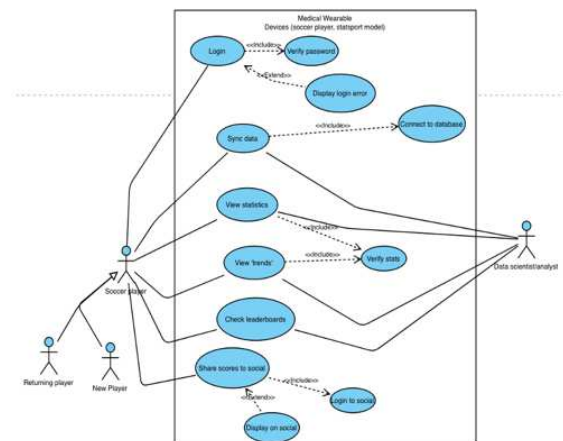 Medical Wearable
Devices (soccer player, statsport model)
Login
<<Include>>
Verify password
<<Extend>>
Display login error
Sync data
<<Include>>
Connect to database
View statistics
<<Include>>
View 'trends'
<<Include>>
Verify stats
Soccer player
Data scientist/analyst
Check leaderboards
Returning player
New Player
Share scores to social
<<Include>>
Login to social
<<Extend>>
Display on social